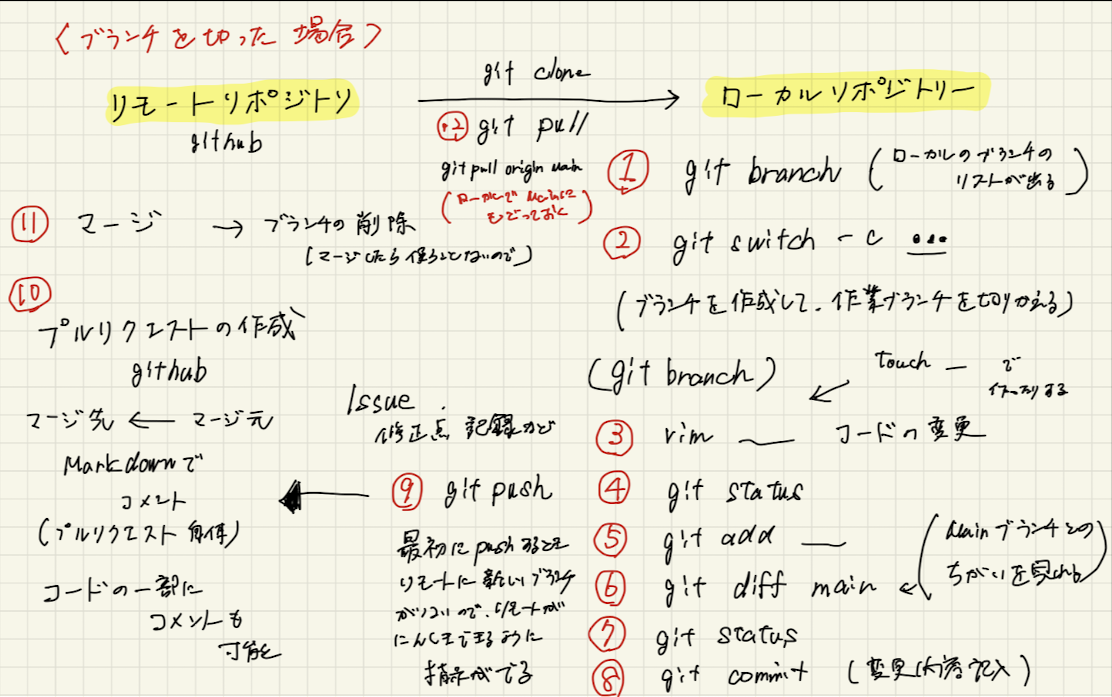 (ブランチを切った場合)
リモートリポジトリ
github
git clone
ローカルリポジトリー
⑫ git pull
git pull origin main
(ローカルで mainに
もどっておく)
① git branch (ローカルのブランチの
リストが出る)
② git switch -c ...
(ブランチを作成して、作業ブランチを切りかえる)
(git branch)
touch — で
作ったりする
③ vim コードの変更
④ git status
⑤ git add
⑥ git diff main
(mainブランチとの
ちがいを見れる)
⑦ git status
⑧ git commit (変更内容記入)
Issue.
修正点 記録など
⑨ git push
最初にpushするとき
リモートに新しいブランチ
がないので、リモートが
にんしきできるように
指示がでる
⑩
プルリクエストの作成
github
マージ先 ← マージ元
Markdownで
コメント
(プルリクエスト自体)
コードの一部に
コメントも
可能
⑪ マージ → ブランチの削除
(マージしたら使うことないので)